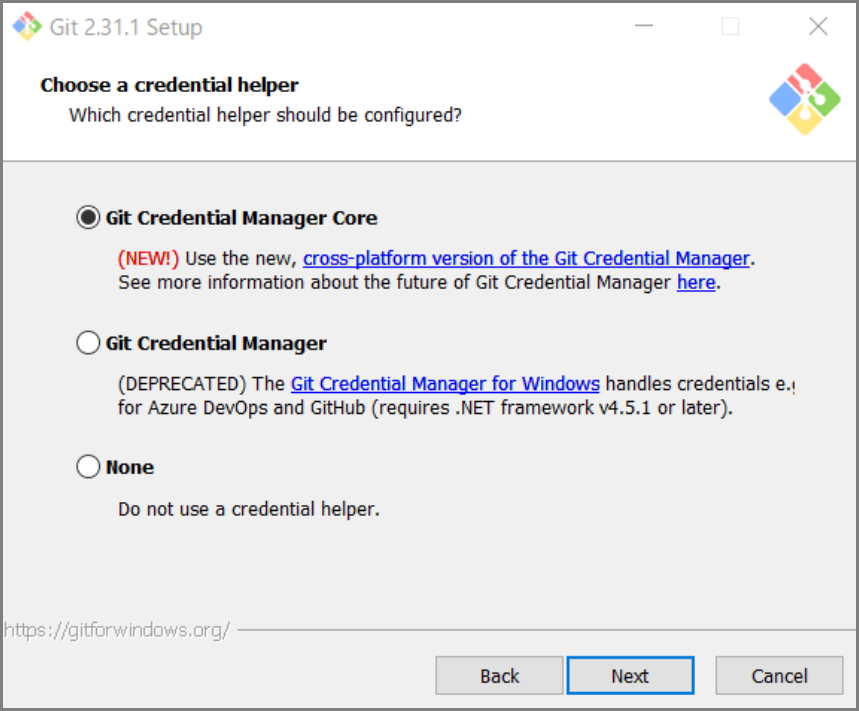 Git 2.31.1 Setup
Choose a credential helper
Which credential helper should be configured?
Git Credential Manager Core
(NEW!) Use the new, cross-platform version of the Git Credential Manager.
See more information about the future of Git Credential Manager here.
Git Credential Manager
(DEPRECATED) The Git Credential Manager for Windows handles credentials e.
for Azure DevOps and GitHub (requires .NET framework v4.5.1 or later).
None
Do not use a credential helper.
https://gitforwindows.org/
Back Next Cancel